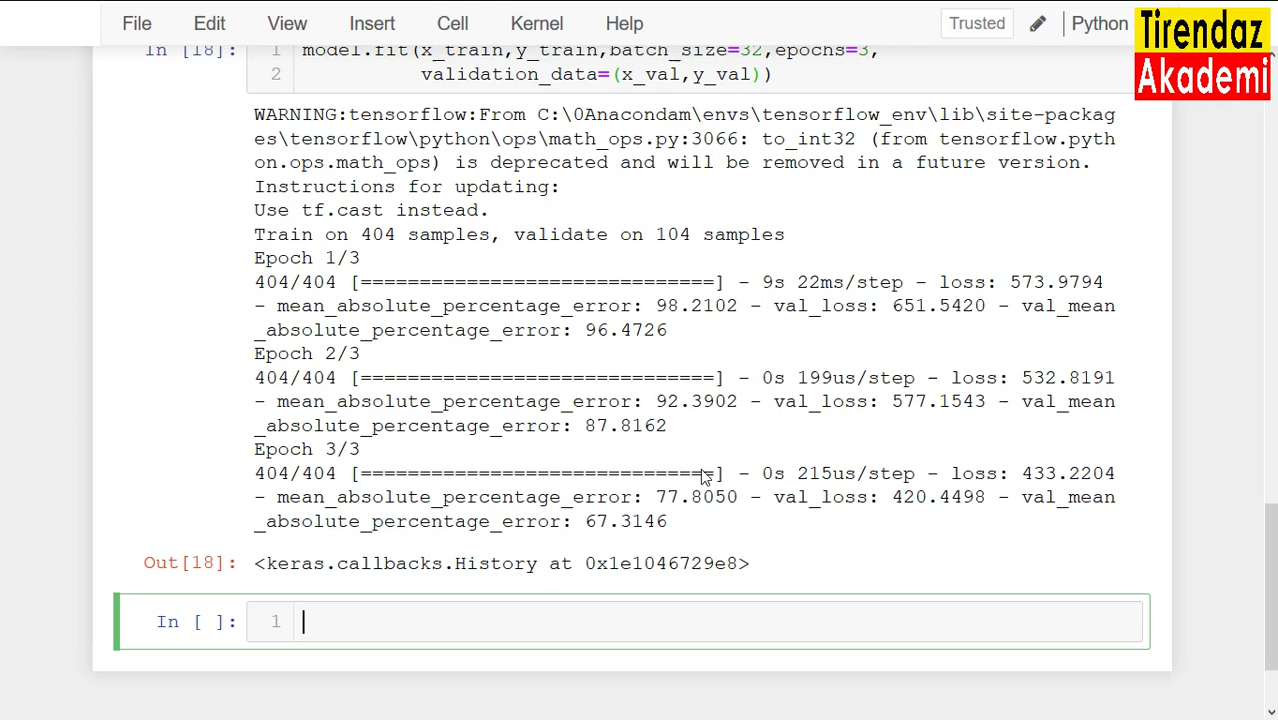 File Edit View Insert Cell Kernel Help Trusted Python
Tirendaz
Akademi
In [18]: 1 model.fit(x_train,y_train,batch_size=32,epochs=3,
2 validation_data=(x_val,y_val))
WARNING:tensorflow:From C:\0Anacondam\envs\tensorflow_env\lib\site-packag
es\tensorflow\python\ops\math_ops.py:3066: to_int32 (from tensorflow.pyth
on.ops.math_ops) is deprecated and will be removed in a future version.
Instructions for updating:
Use tf.cast instead.
Train on 404 samples, validate on 104 samples
Epoch 1/3
404/404 [==============================] - 9s 22ms/step - loss: 573.9794
- mean_absolute_percentage_error: 98.2102 - val_loss: 651.5420 - val_mean
_absolute_percentage_error: 96.4726
Epoch 2/3
404/404 [==============================] - 0s 199us/step - loss: 532.8191
- mean_absolute_percentage_error: 92.3902 - val_loss: 577.1543 - val_mean
_absolute_percentage_error: 87.8162
Epoch 3/3
404/404 [==============================] - 0s 215us/step - loss: 433.2204
- mean_absolute_percentage_error: 77.8050 - val_loss: 420.4498 - val_mean
_absolute_percentage_error: 67.3146
Out[18]: <keras.callbacks.History at 0x1e1046729e8>
In [ ]: 1